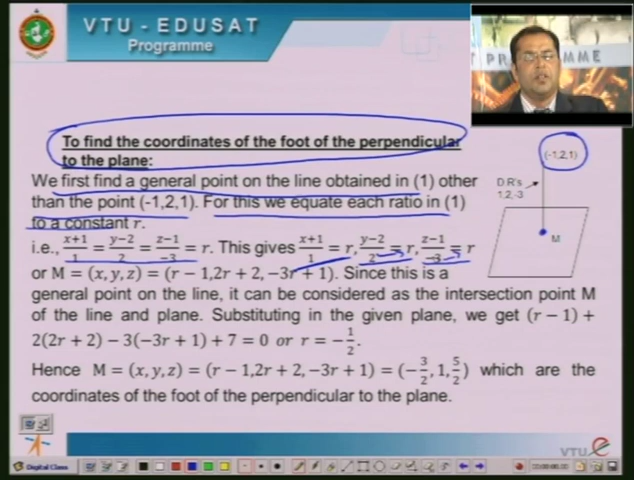 VTU - EDUSAT
Programme
To find the coordinates of the foot of the perpendicular
to the plane:
We first find a general point on the line obtained in (1) other
than the point (-1,2,1). For this we equate each ratio in (1)
to a constant r.
i.e., (x+1)/1 = (y−2)/2 = (z−1)/−3 = r. This gives (x+1)/1 = r, (y−2)/2 = r, (z−1)/−3 = r
or M = (x, y, z) = (r − 1,2r + 2, −3r + 1). Since this is a
general point on the line, it can be considered as the intersection point M
of the line and plane. Substituting in the given plane, we get (r − 1) +
2(2r + 2) − 3(−3r + 1) + 7 = 0 or r = −1/2.
Hence M = (x, y, z) = (r − 1,2r + 2, −3r + 1) = (−3/2, 1, 5/2) which are the
coordinates of the foot of the perpendicular to the plane.
(-1,2,1)
D R's
1,2,-3
M
VTU e
Digital Class